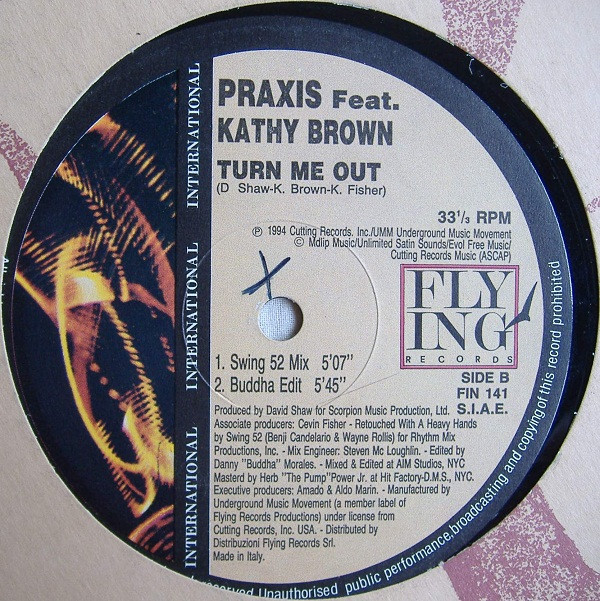 PRAXIS Feat.
KATHY BROWN
TURN ME OUT
(D Shaw-K. Brown-K. Fisher)
33⅓ RPM
℗ 1994 Cutting Records. Inc./UMM Underground Music Movement
© Mdlip Music/Unlimited Satin Sounds/Evol Free Music/
Cutting Records Music (ASCAP)
FLY
ING
RECORDS
1. Swing 52 Mix 5'07"
2. Buddha Edit 5'45"
SIDE B
FIN 141
S.I.A.E.
Produced by David Shaw for Scorpion Music Production, Ltd.
Associate producers: Cevin Fisher - Retouched With A Heavy Hands
by Swing 52 (Benji Candelario & Wayne Rollis) for Rhythm Mix
Productions, Inc. - Mix Engineer: Steven Mc Loughlin. - Edited by
Danny "Buddha" Morales. - Mixed & Edited at AIM Studios, NYC
Masterd by Herb "The Pump"Power Jr. at Hit Factory-D.M.S., NYC.
Executive producers: Amado & Aldo Marin. - Manufactured by
Underground Music Movement (a member label of
Flying Records Productions) under license from
Cutting Records, Inc. USA. - Distributed by
Distribuzioni Flying Records Srl.
Made in Italy.
INTERNATIONAL
INTERNATIONAL
INTERNATIONAL
Unauthorised public performance.broadcasting and copying of this record prohibited